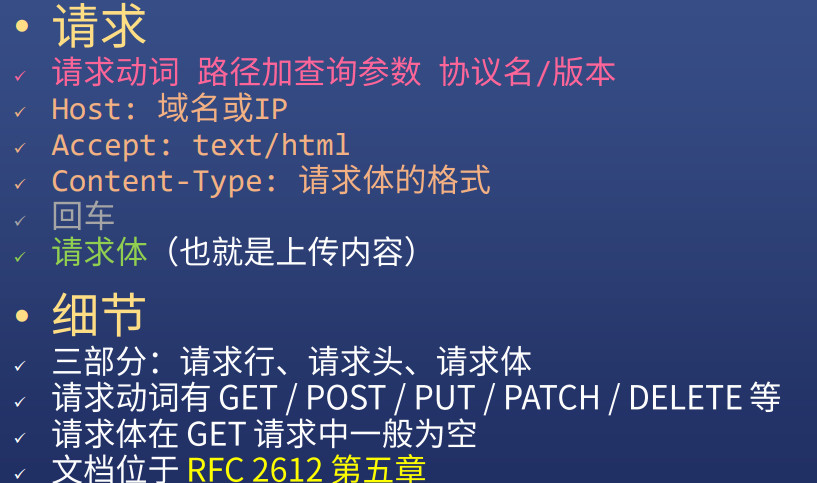 请求
请求动词 路径加查询参数 协议名/版本
Host: 域名或IP
Accept: text/html
Content-Type: 请求体的格式
回车
请求体（也就是上传内容）
细节
三部分：请求行、请求头、请求体
请求动词有 GET / POST / PUT / PATCH / DELETE 等
请求体在 GET 请求中一般为空
文档位于 RFC 2612 第五章